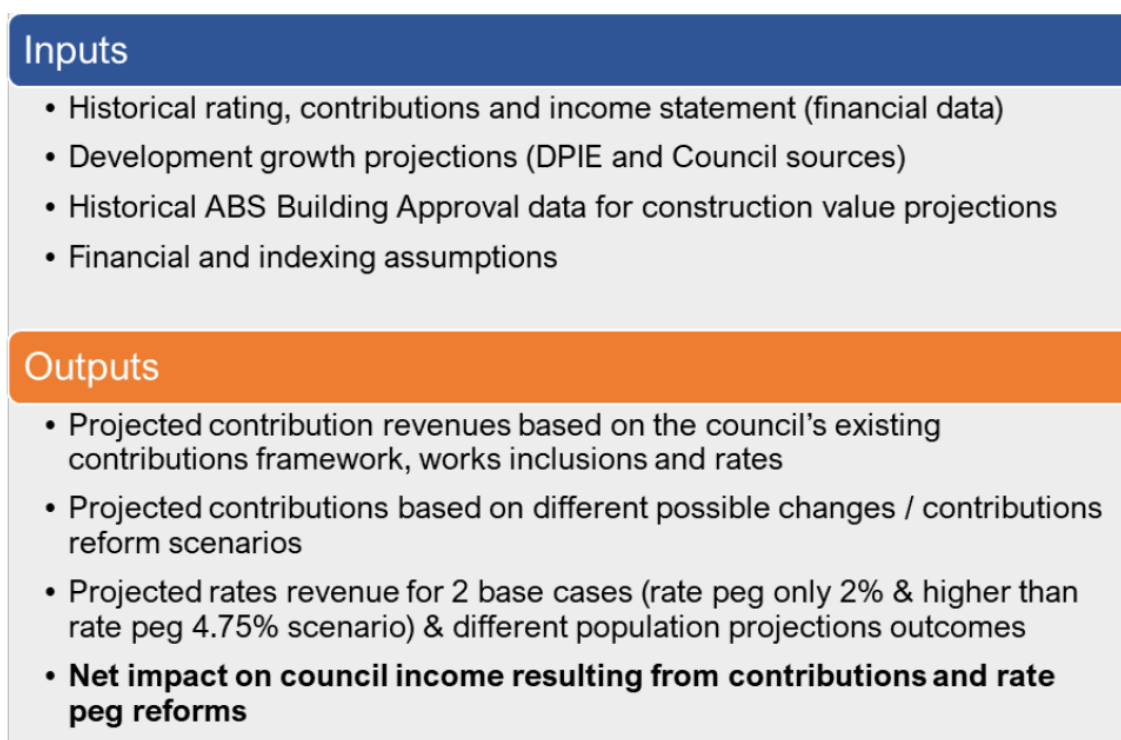 Inputs
• Historical rating, contributions and income statement (financial data)
• Development growth projections (DPIE and Council sources)
• Historical ABS Building Approval data for construction value projections
• Financial and indexing assumptions
Outputs
• Projected contribution revenues based on the council’s existing
contributions framework, works inclusions and rates
• Projected contributions based on different possible changes / contributions
reform scenarios
• Projected rates revenue for 2 base cases (rate peg only 2% & higher than
rate peg 4.75% scenario) & different population projections outcomes
• Net impact on council income resulting from contributions and rate
peg reforms